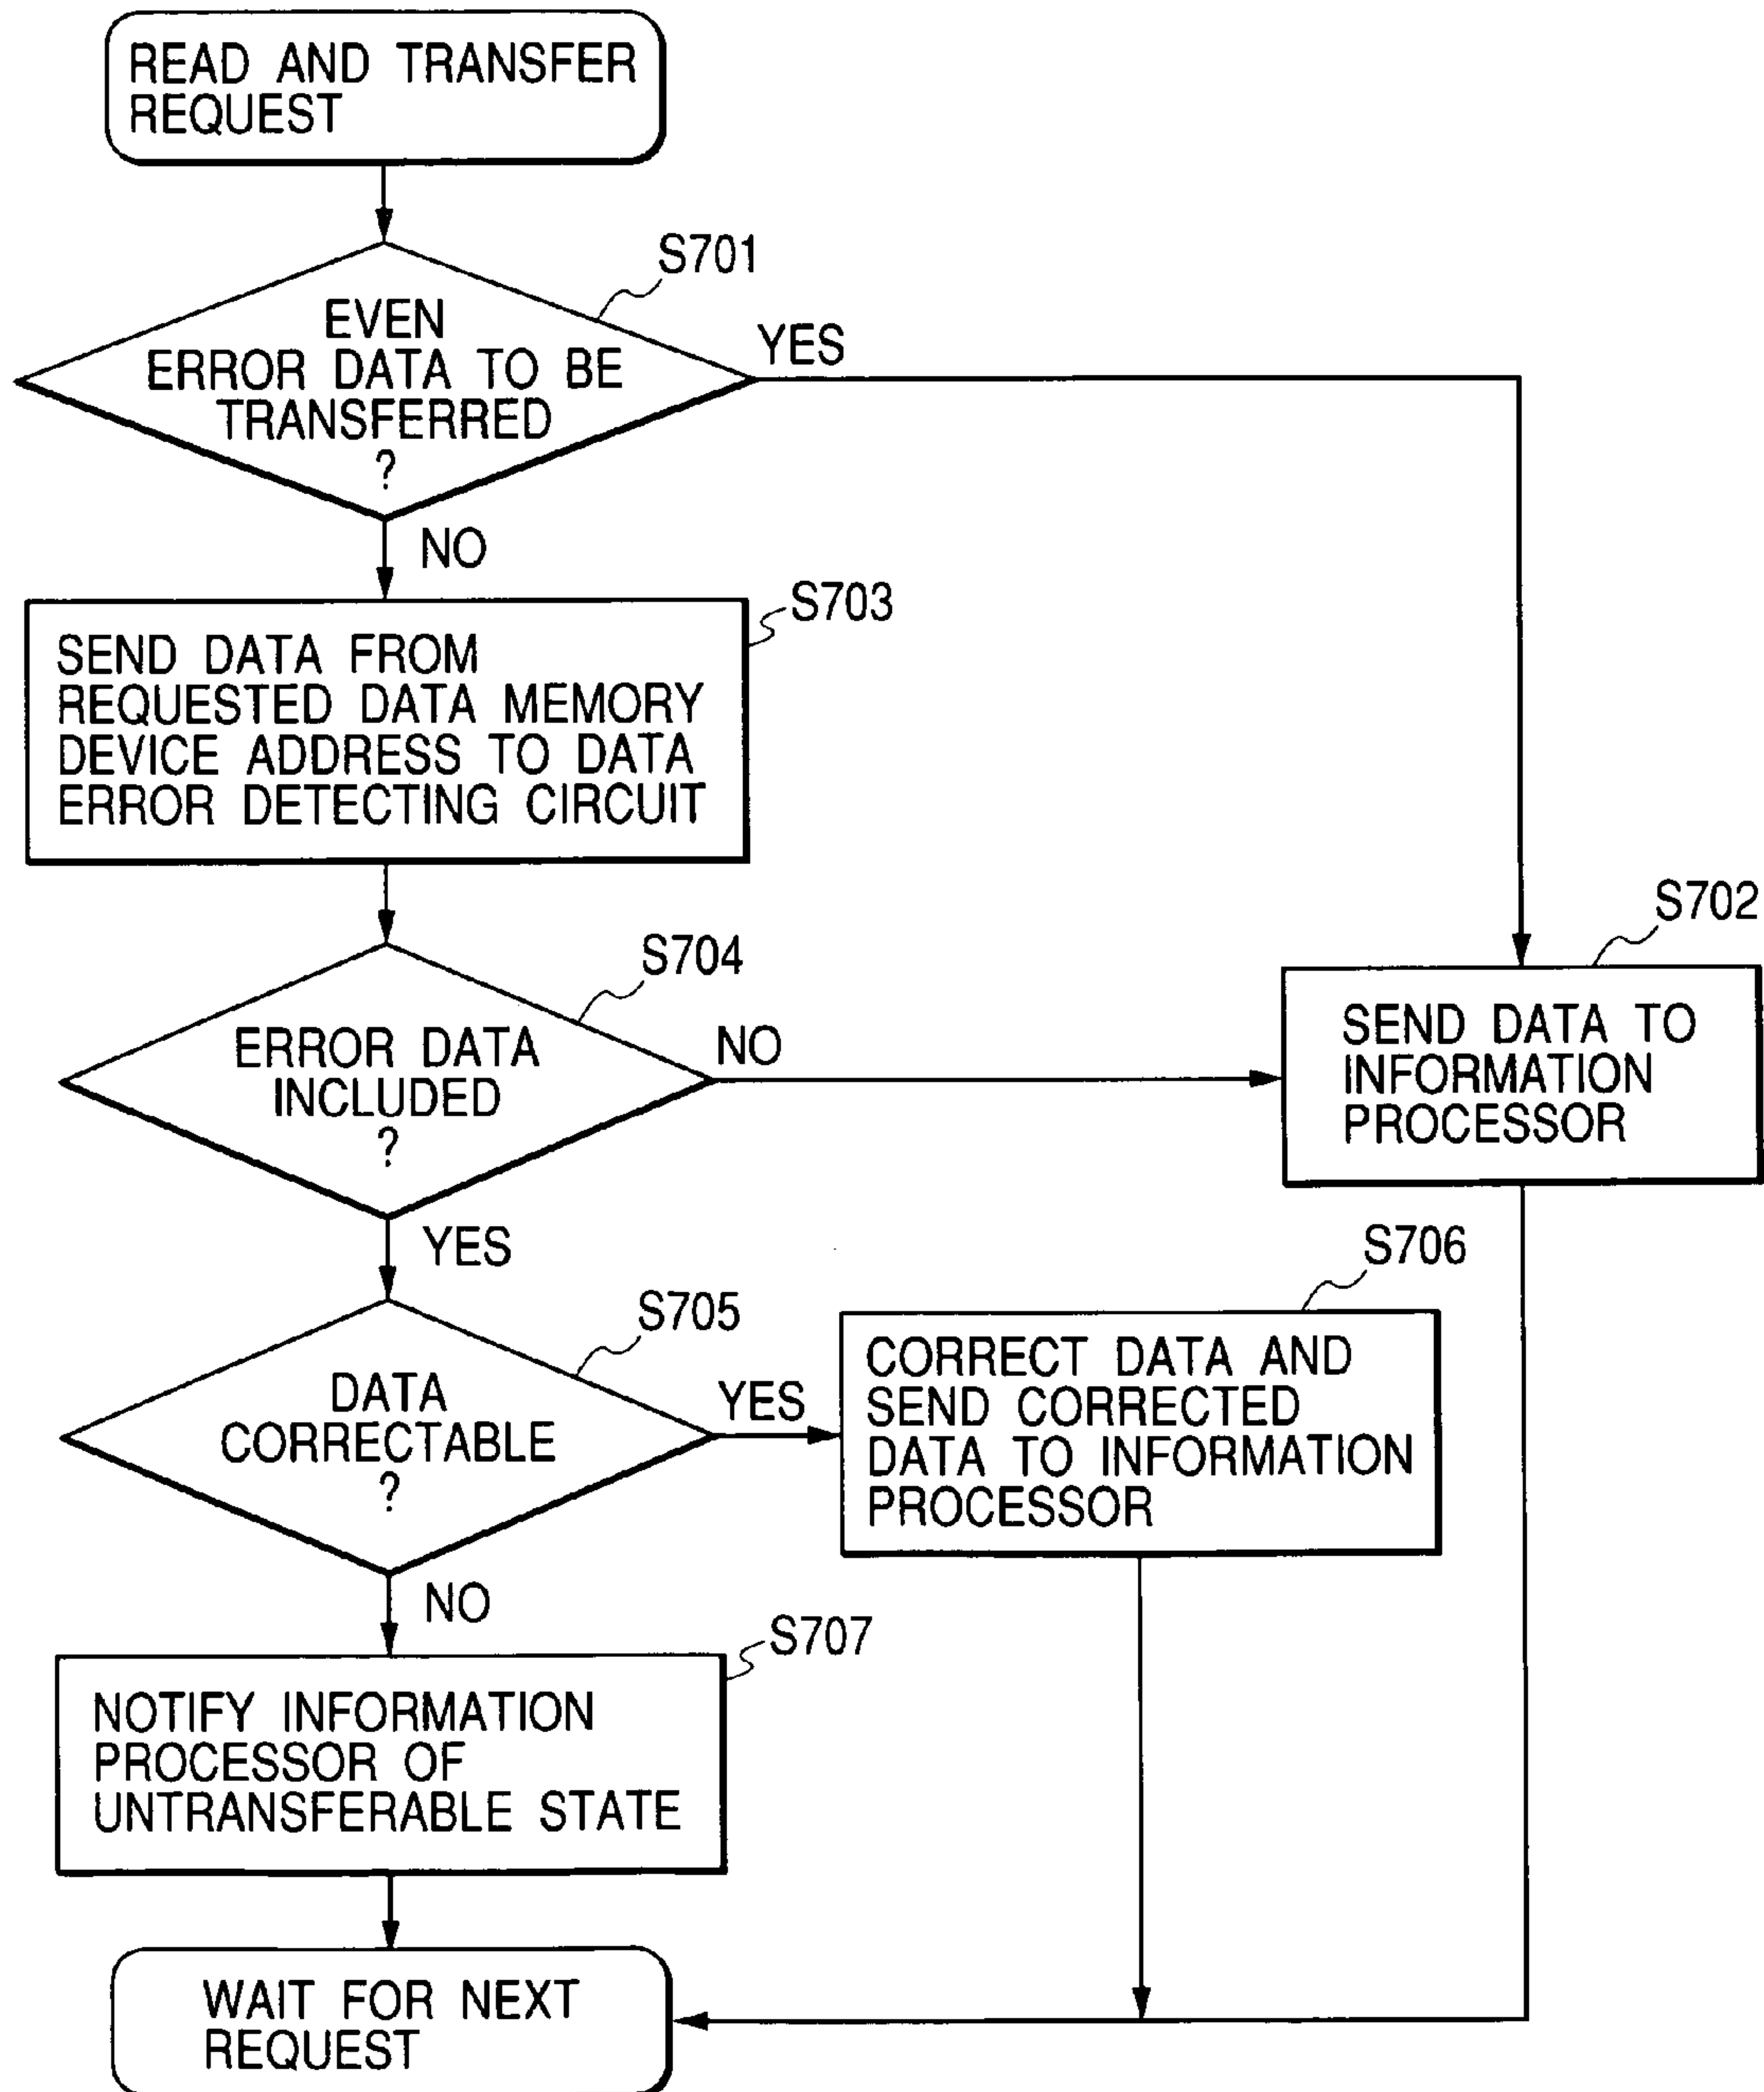 READ AND TRANSFER
REQUEST
S701
EVEN
ERROR DATA TO BE
TRANSFERRED
?
YES
NO
S703
SEND DATA FROM
REQUESTED DATA MEMORY
DEVICE ADDRESS TO DATA
ERROR DETECTING CIRCUIT
S702
SEND DATA TO
INFORMATION
PROCESSOR
S704
ERROR DATA
INCLUDED
?
NO
YES
S705
DATA
CORRECTABLE
?
YES
S706
CORRECT DATA AND
SEND CORRECTED
DATA TO INFORMATION
PROCESSOR
NO
S707
NOTIFY INFORMATION
PROCESSOR OF
UNTRANSFERABLE STATE
WAIT FOR NEXT
REQUEST